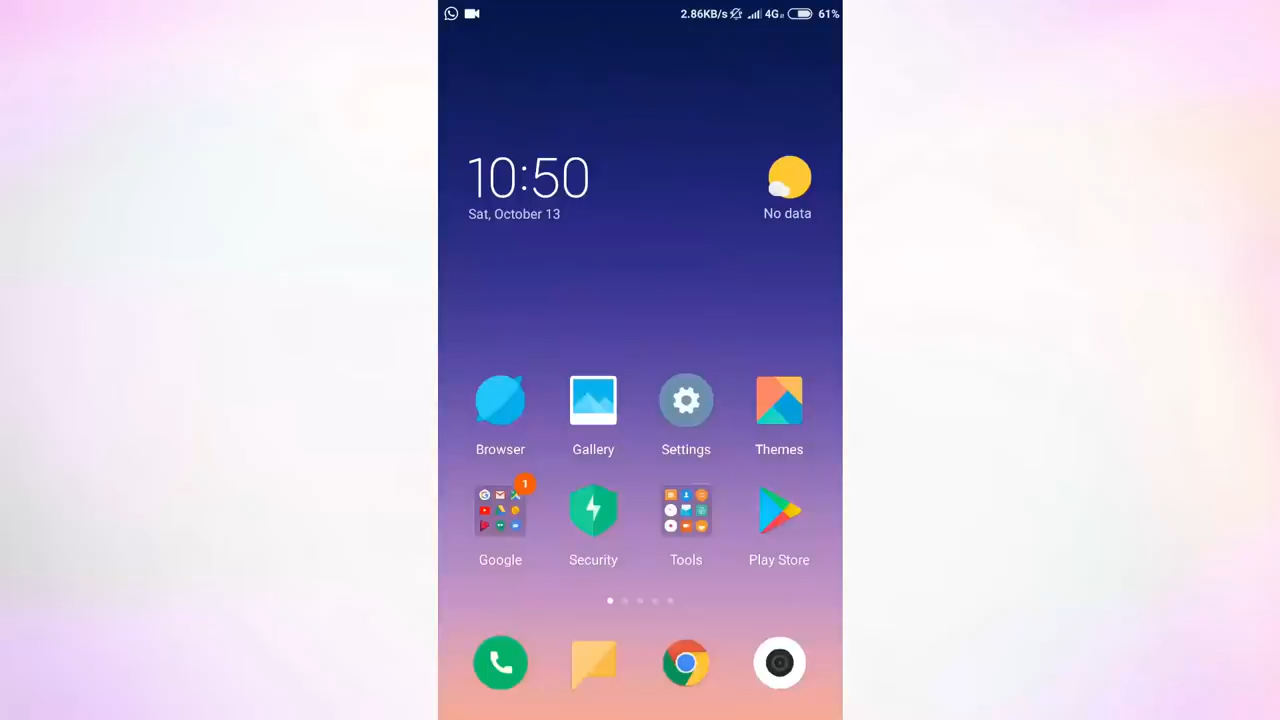 2.86KB/s 4G 61%
10:50
Sat, October 13
No data
Browser Gallery Settings Themes
1
Google Security Tools Play Store